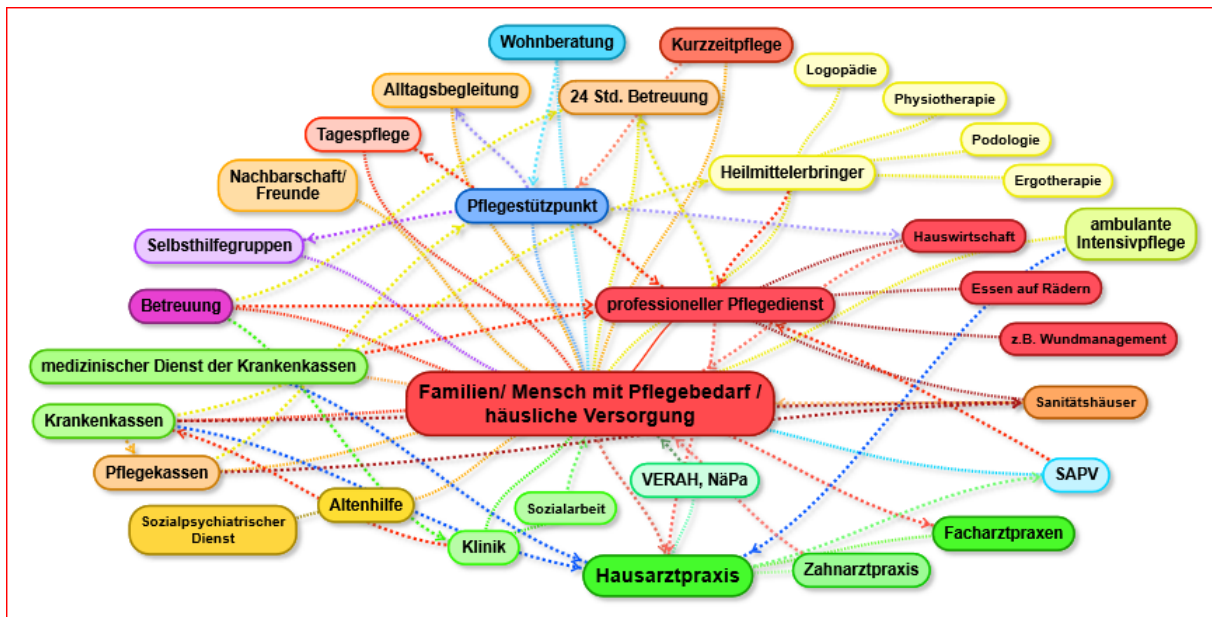 Wohnberatung
Kurzzeitpflege
Logopädie
Alltagsbegleitung
24 Std. Betreuung
Physiotherapie
Tagespflege
Podologie
Nachbarschaft/
Freunde
Heilmittelerbringer
Ergotherapie
Pflegestützpunkt
ambulante
Intensivpflege
Selbsthilfegruppen
Hauswirtschaft
Betreuung
professioneller Pflegedienst
Essen auf Rädern
z.B. Wundmanagement
medizinischer Dienst der Krankenkassen
Familien/ Mensch mit Pflegebedarf /
häusliche Versorgung
Sanitätshäuser
Krankenkassen
Pflegekassen
VERAH, NäPa
SAPV
Altenhilfe
Sozialarbeit
Sozialpsychiatrischer
Dienst
Klinik
Facharztpraxen
Hausarztpraxis
Zahnarztpraxis